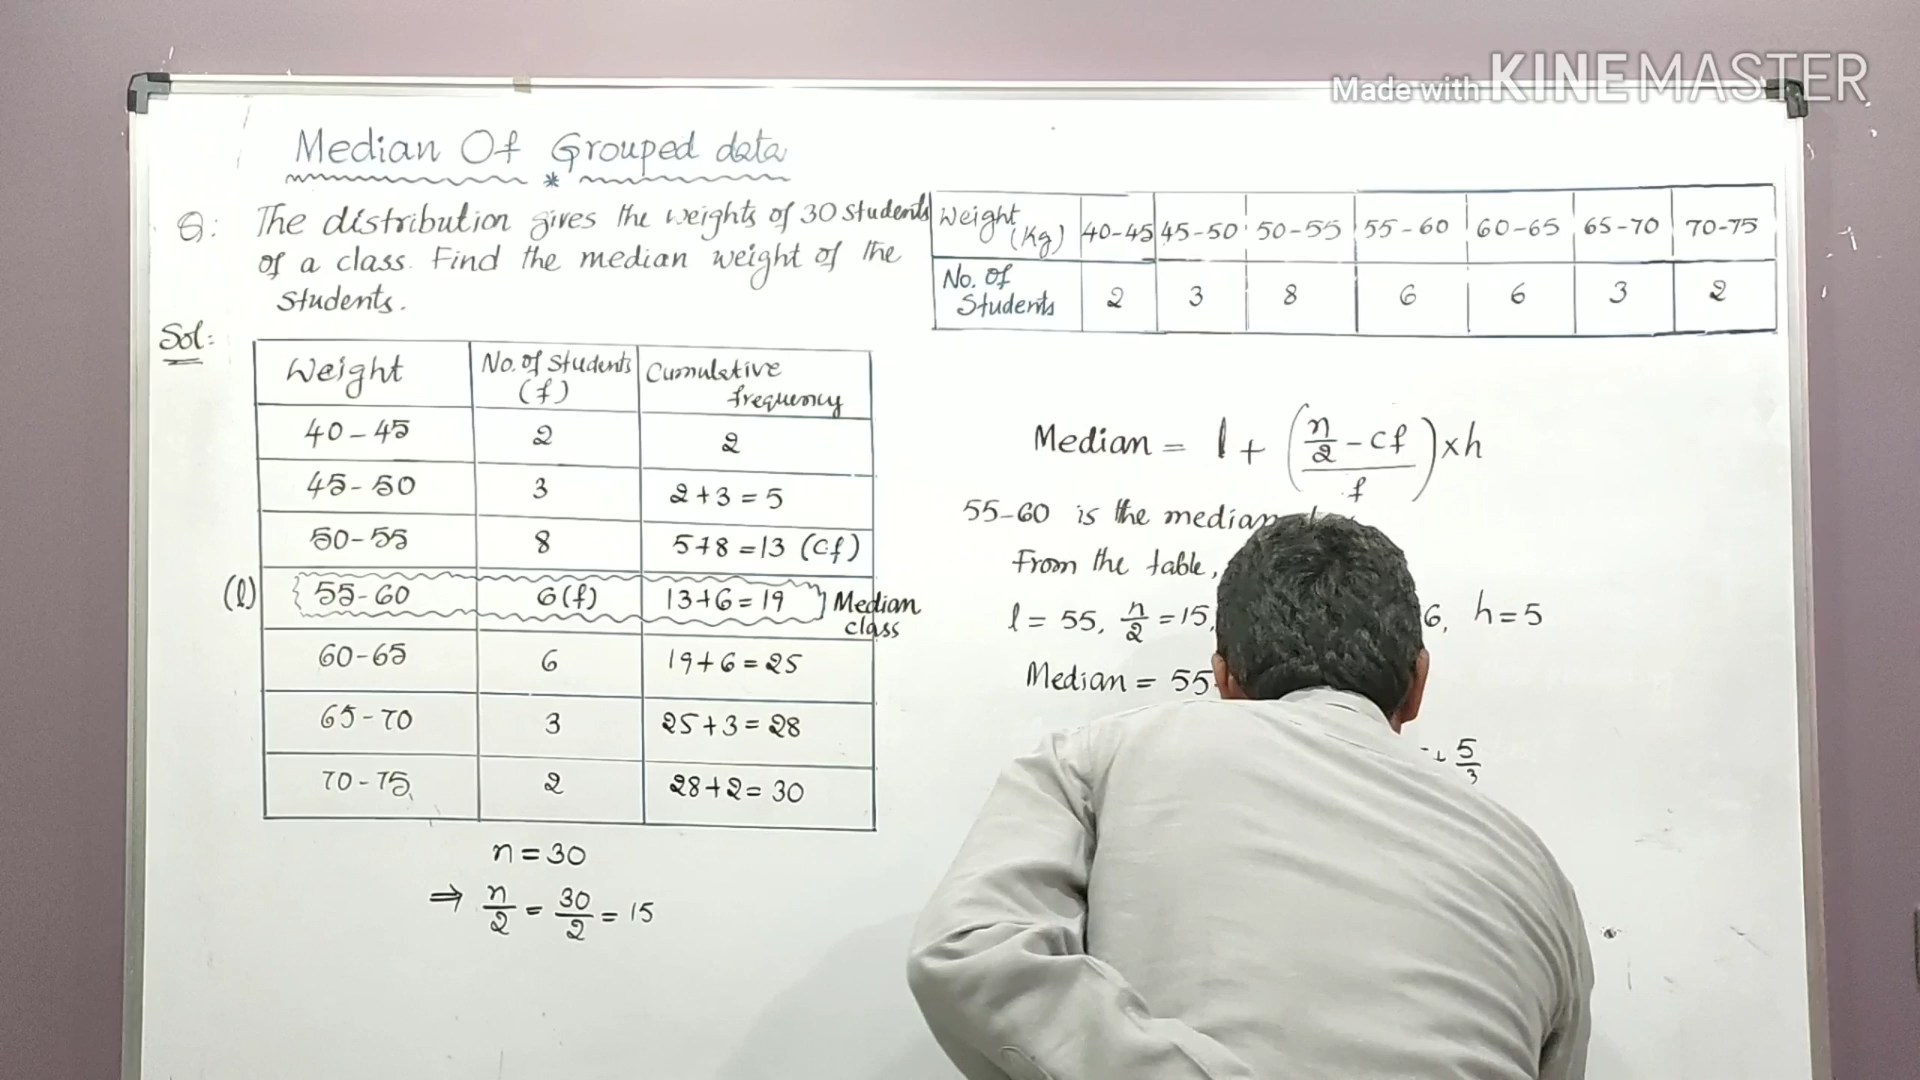 Made with KINEMASTER
Median Of Grouped data
Q: The distribution gives the weights of 30 students
of a class. Find the median weight of the
students.
Weight (Kg) 40-45 45-50 50-55 55-60 60-65 65-70 70-75
No. of Students 2 3 8 6 6 3 2
Sol:
Weight No. of students (f) Cumulative frequency
40-45 2 2
45-50 3 2+3=5
50-55 8 5+8=13 (cf)
(l) 55-60 6(f) 13+6=19 Median class
60-65 6 19+6=25
65-70 3 25+3=28
70-75 2 28+2=30
n=30
⇒ n/2 = 30/2 = 15
Median = l + ((n/2 - cf)/f) × h
55-60 is the median
From the table,
l = 55, n/2 = 15, 6, h=5
Median = 55
+ 5/3